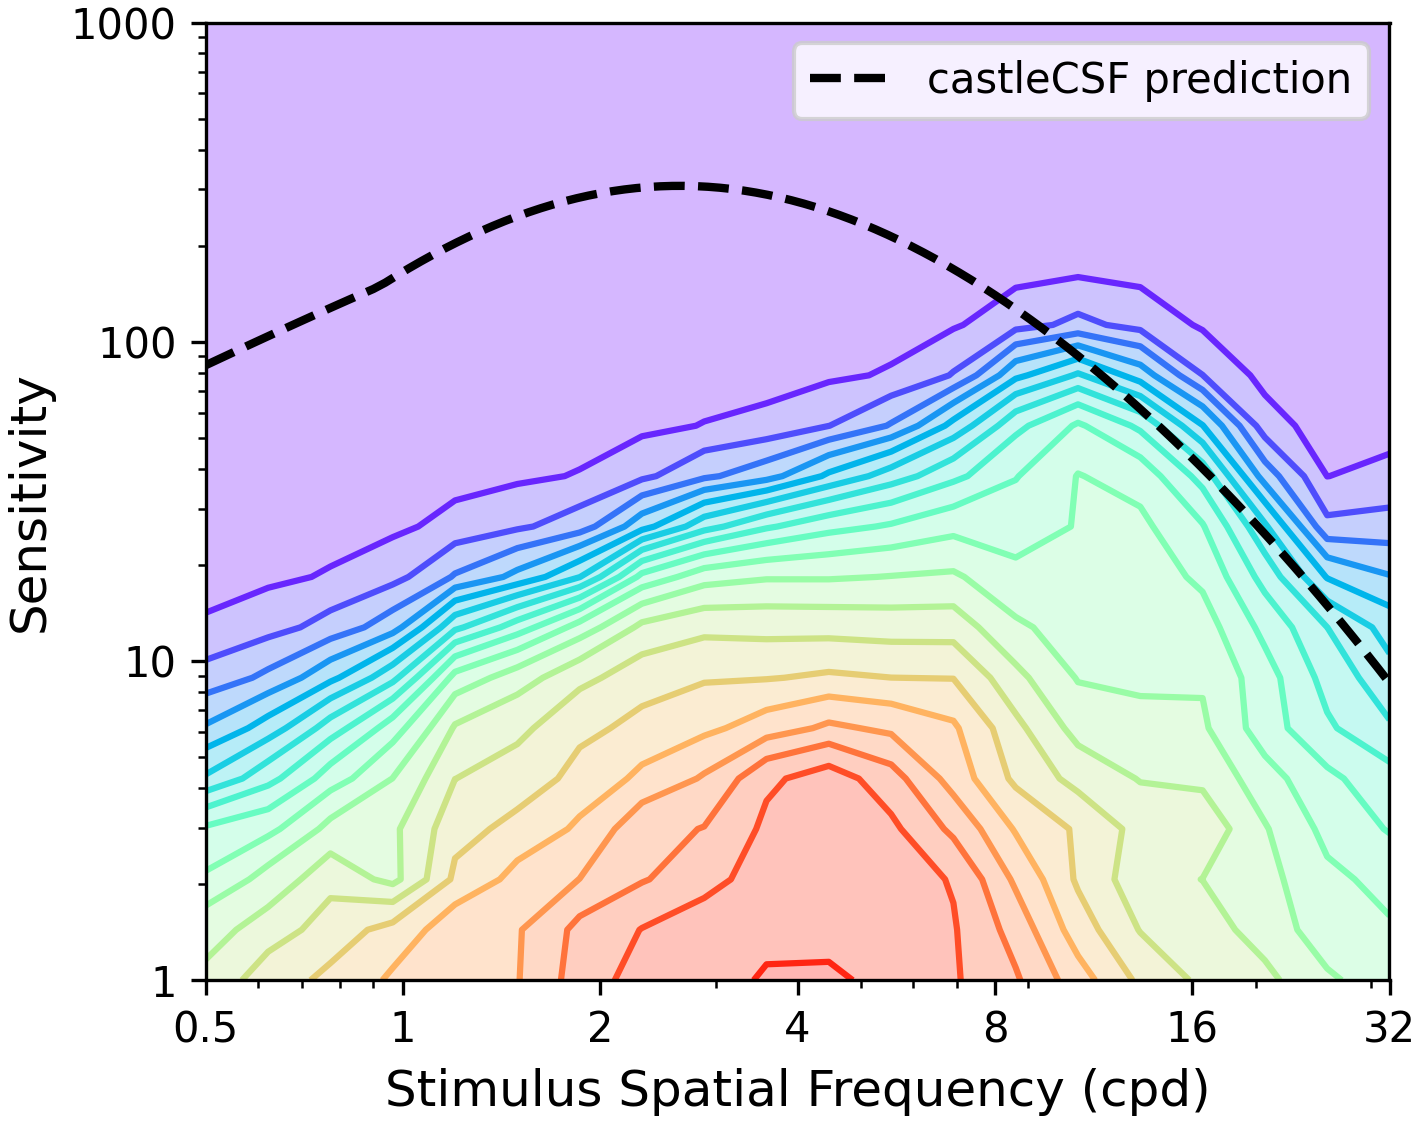 1000
castleCSF prediction
100
Sensitivity
10
1
0.5 1 2 4 8 16 32
Stimulus Spatial Frequency (cpd)